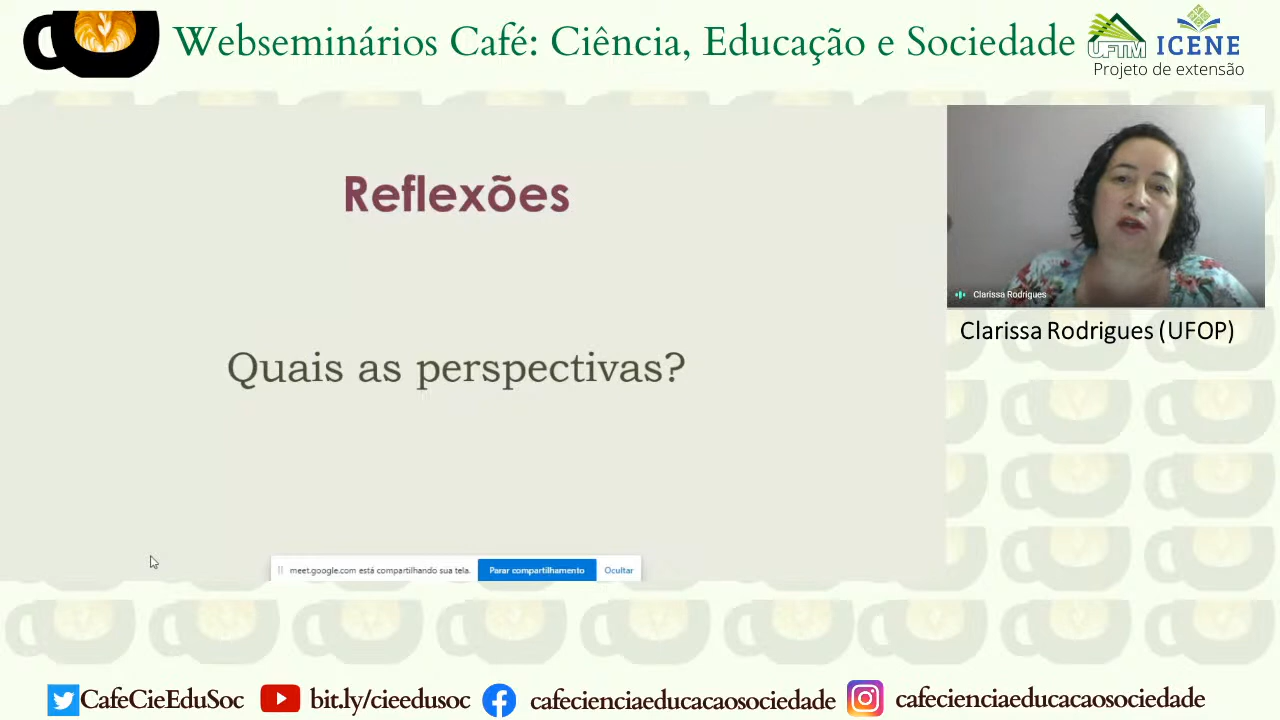 Webseminários Café: Ciência, Educação e Sociedade
UFTM
ICENE
Projeto de extensão
Reflexões
Quais as perspectivas?
Clarissa Rodrigues
Clarissa Rodrigues (UFOP)
meet.google.com está compartilhando sua tela.
Parar compartilhamento
Ocultar
CafeCieEduSoc
bit.ly/cieedusoc
cafecienciaeducacaosociedade
cafecienciaeducacaosociedade